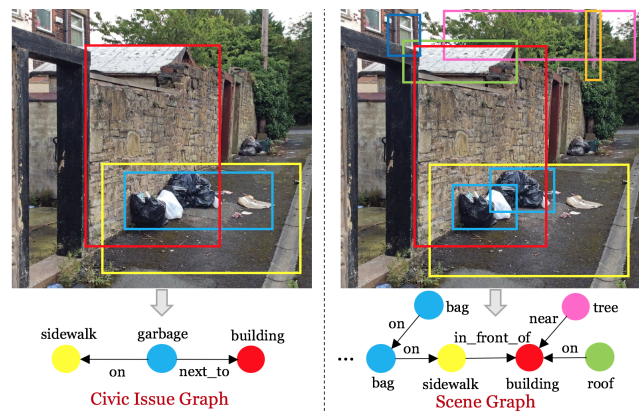 sidewalk
garbage
building
on
next_to
Civic Issue Graph
bag
tree
on
in_front_of
near
...
on
on
bag
sidewalk
building
roof
Scene Graph